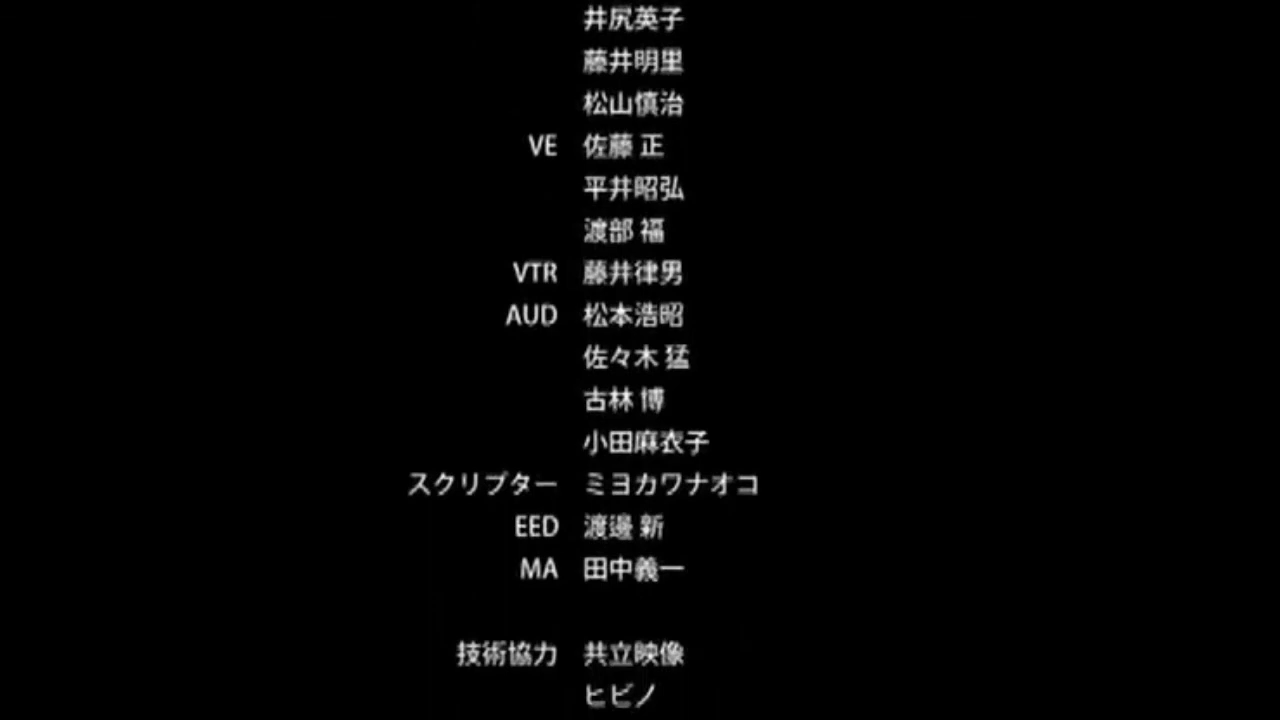 井尻英子
藤井明里
松山慎治
VE 佐藤 正
平井昭弘
渡部 福
VTR 藤井律男
AUD 松本浩昭
佐々木 猛
古林 博
小田麻衣子
スクリプター ミヨカワナオコ
EED 渡邊 新
MA 田中義一
技術協力 共立映像
ヒビノ